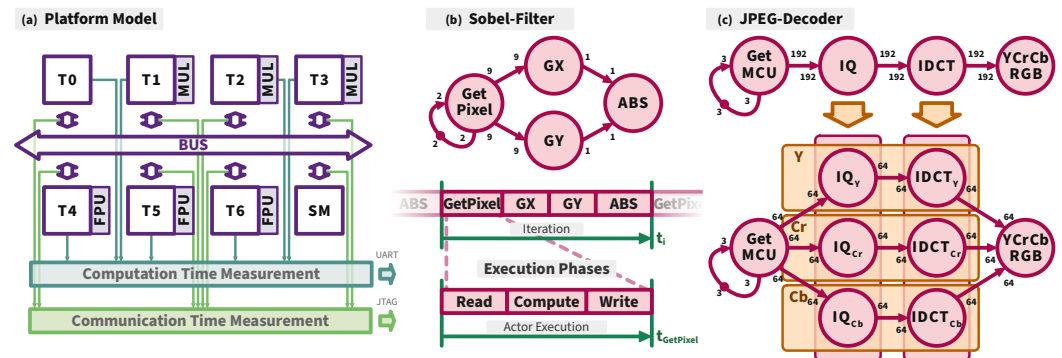 (a) Platform Model
T0
T1
MUL
T2
MUL
T3
MUL
BUS
T4
FPU
T5
FPU
T6
FPU
SM
UART
Computation Time Measurement
JTAG
Communication Time Measurement
(b) Sobel-Filter
GX
9
1
9
1
2
Get
Pixel
ABS
2
2
9
1
9
GY
1
ABS
GetPixel
GX
GY
ABS
GetPix
Iteration
ti
Execution Phases
Read
Compute
Write
Actor Execution
tGetPixel
(c) JPEG-Decoder
3
Get
MCU
192
192
IQ
192
192
IDCT
192
192
YCrCb
RGB
3
3
Y
64
IQY
64
64
IDCTY
64
64
Cr
64
3
Get
MCU
64
64
IQCr
64
64
IDCTCr
64
64
YCrCb
RGB
3
3
64
Cb
64
IQCb
64
64
IDCTCb
64
64